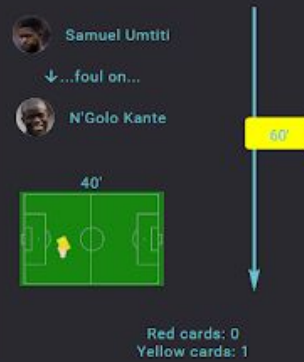 Samuel Umtiti
...foul on...
N'Golo Kante
60'
40'
Red cards: 0
Yellow cards: 1